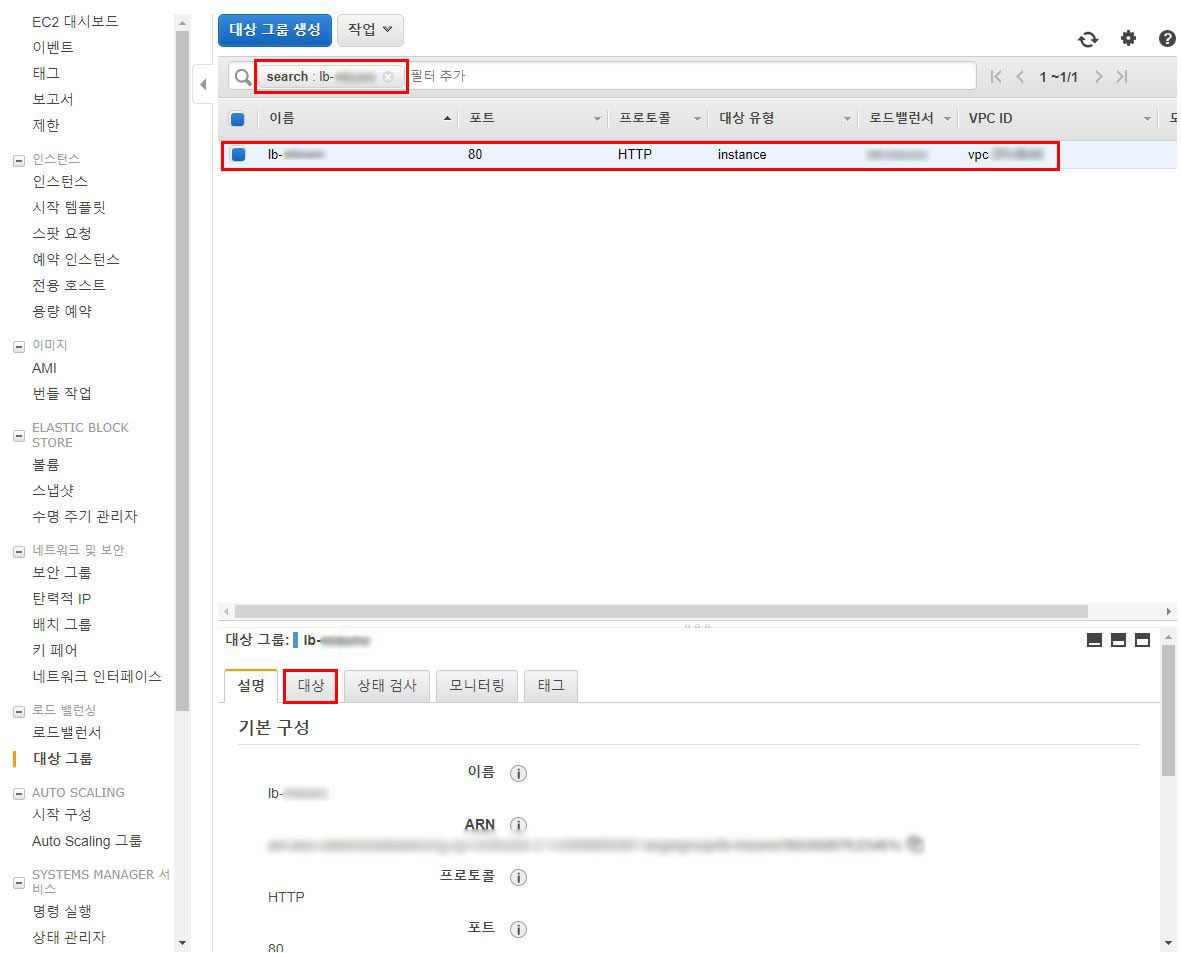 EC2 대시보드
이벤트
태그
보고서
제한
인스턴스
인스턴스
시작 템플릿
스팟 요청
예약 인스턴스
전용 호스트
용량 예약
이미지
AMI
번들 작업
ELASTIC BLOCK
STORE
볼륨
스냅샷
수명 주기 관리자
네트워크 및 보안
보안 그룹
탄력적 IP
배치 그룹
키 페어
네트워크 인터페이스
로드 밸런싱
로드밸런서
대상 그룹
AUTO SCALING
시작 구성
Auto Scaling 그룹
SYSTEMS MANAGER 서
비스
명령 실행
상태 관리자
대상 그룹 생성 작업
search : lb- 필터 추가 1 ~1/1
이름 포트 프로토콜 대상 유형 로드밸런서 VPC ID
lb- 80 HTTP instance vpc
대상 그룹: lb-
설명 대상 상태 검사 모니터링 태그
기본 구성
이름
lb-
ARN
프로토콜
HTTP
포트
80